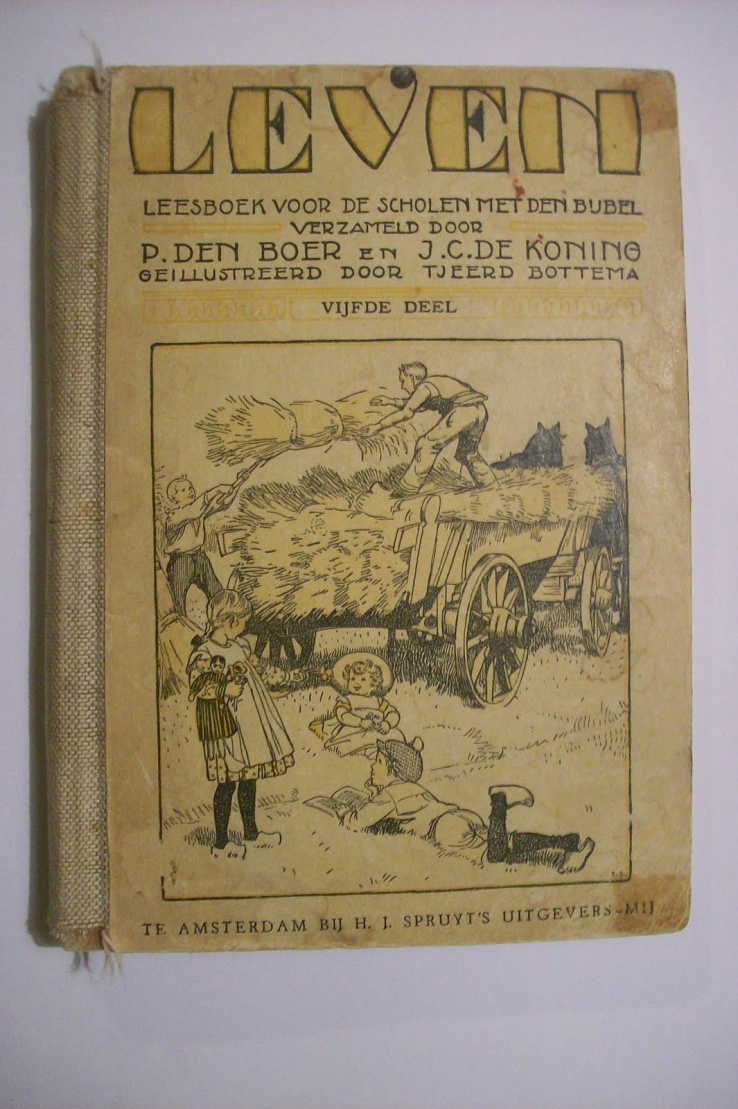 LEVEN
LEESBOEK VOOR DE SCHOLEN MET DEN BIJBEL
VERZAMELD DOOR
P. DEN BOER EN J.C. DE KONING
GEILLUSTREERD DOOR TJEERD BOTTEMA
VIJFDE DEEL
TE AMSTERDAM BIJ H. J. SPRUYT'S UITGEVERS-MIJ